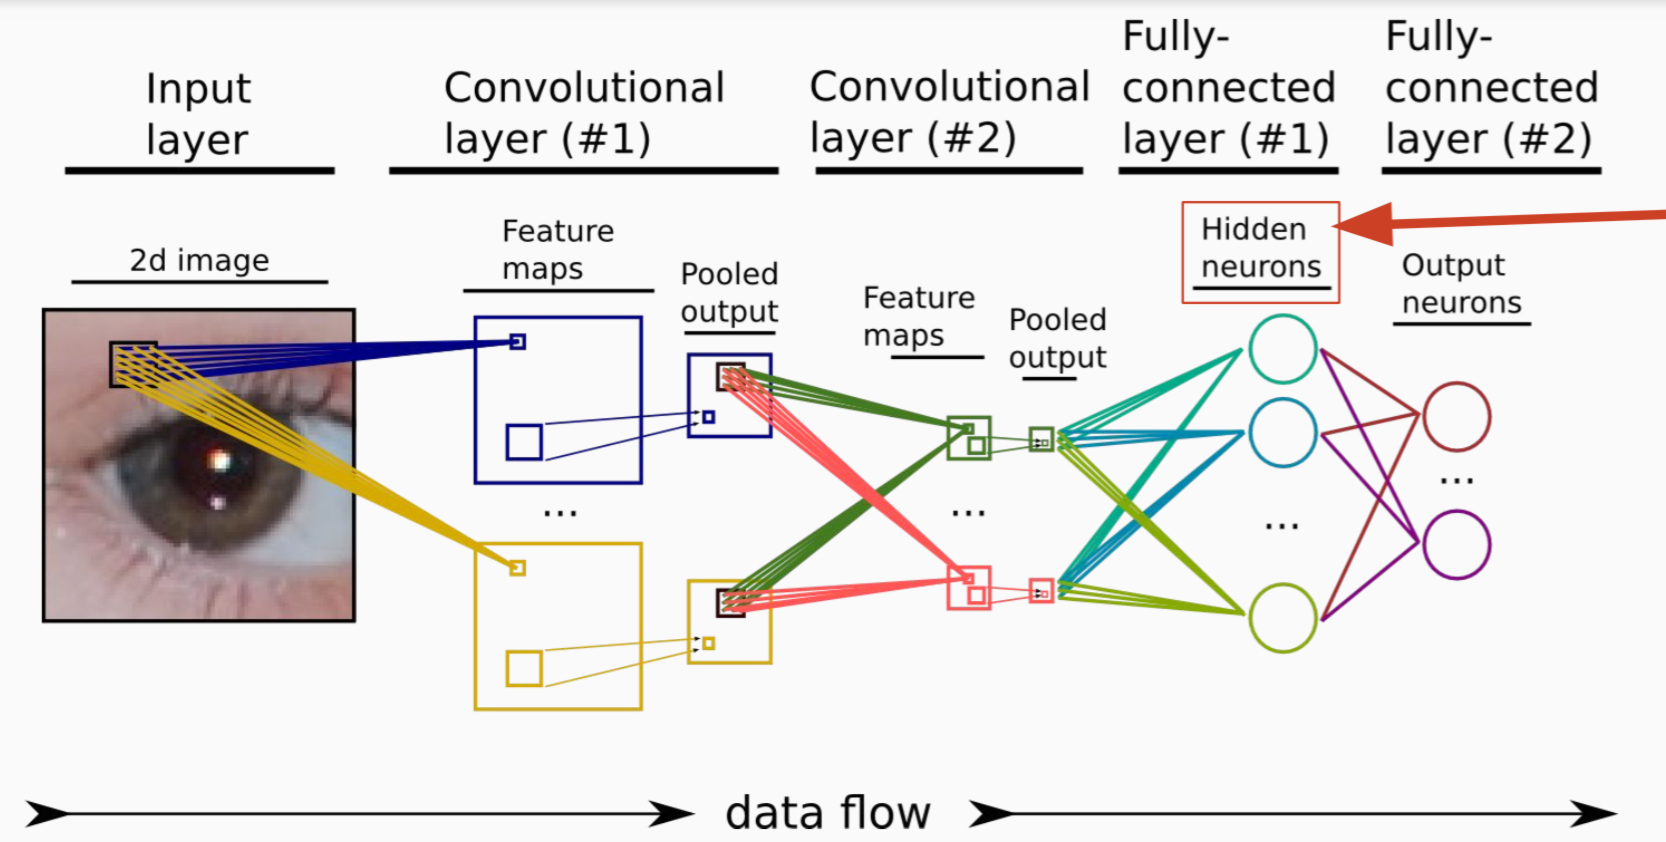 Input
layer
Convolutional
layer (#1)
Convolutional
layer (#2)
Fully-
connected
layer (#1)
Fully-
connected
layer (#2)
2d image
Feature
maps
Pooled
output
Feature
maps
Pooled
output
Hidden
neurons
Output
neurons
...
...
...
...
data flow